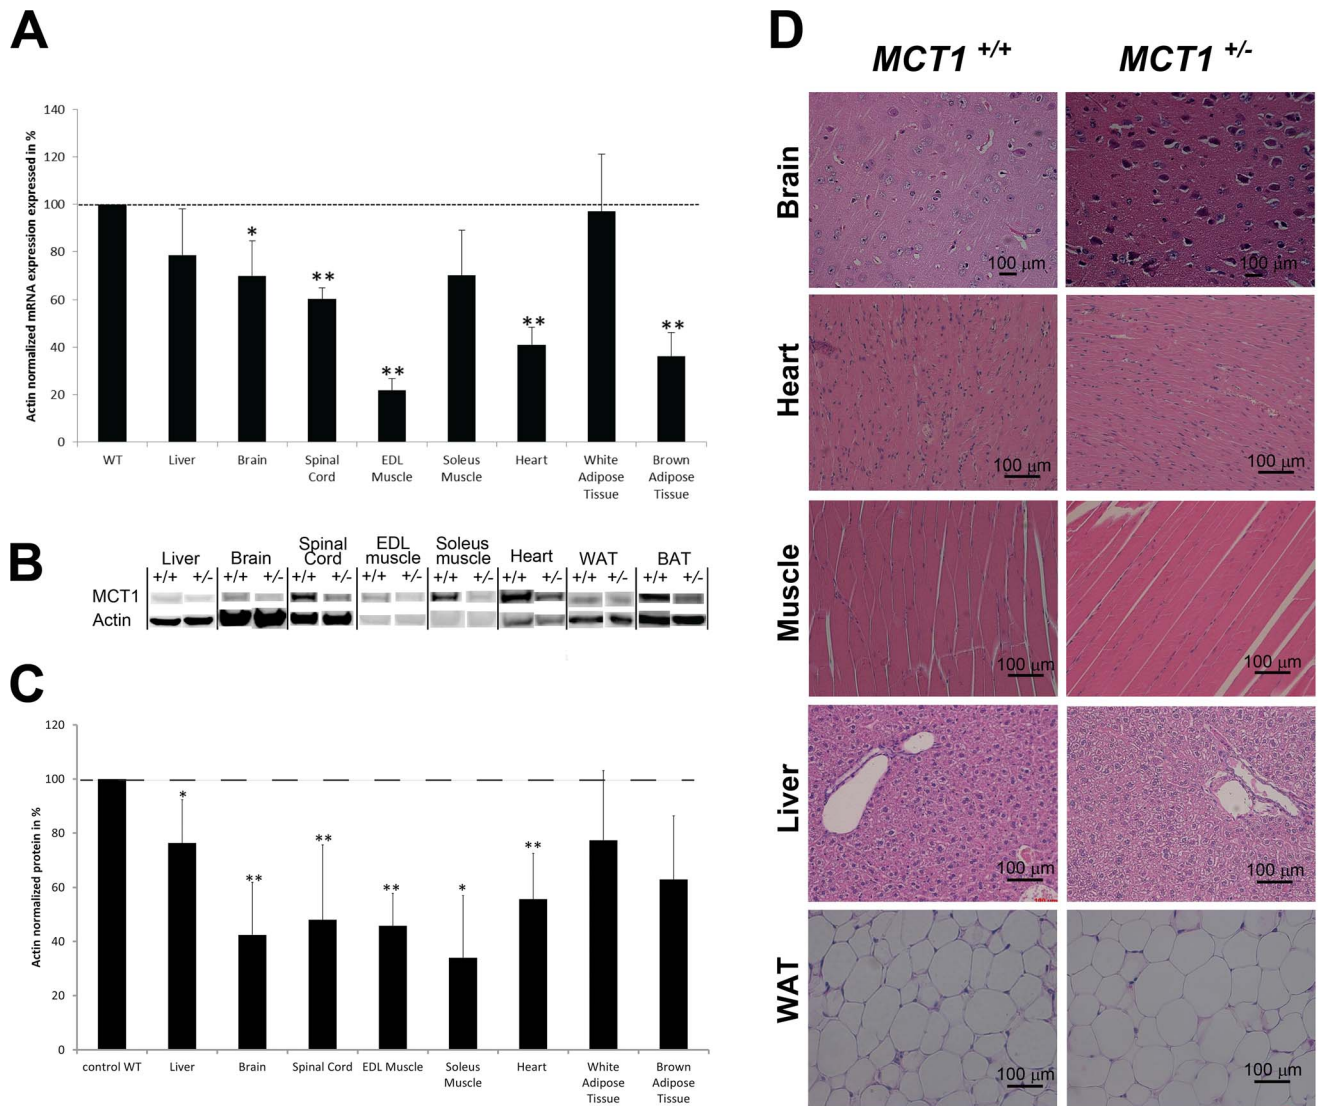 A
Actin normalized mRNA expression expressed in %
140
120
100
80
60
40
20
0
*
**
**
**
**
WT
Liver
Brain
Spinal
Cord
EDL
Muscle
Soleus
Muscle
Heart
White
Adipose
Tissue
Brown
Adipose
Tissue
B
Liver
Brain
Spinal
Cord
EDL
muscle
Soleus
muscle
Heart
WAT
BAT
+/+ +/- +/+ +/- +/+ +/- +/+ +/- +/+ +/- +/+ +/- +/+ +/- +/+ +/-
MCT1
Actin
C
Actin normalized protein in %
120
100
80
60
40
20
0
*
**
**
**
*
**
control WT
Liver
Brain
Spinal Cord
EDL Muscle
Soleus
Muscle
Heart
White
Adipose
Tissue
Brown
Adipose
Tissue
D
MCT1 +/+
MCT1 +/-
Brain
100 µm
100 µm
Heart
100 µm
100 µm
Muscle
100 µm
100 µm
Liver
100 µm
100 µm
WAT
100 µm
100 µm